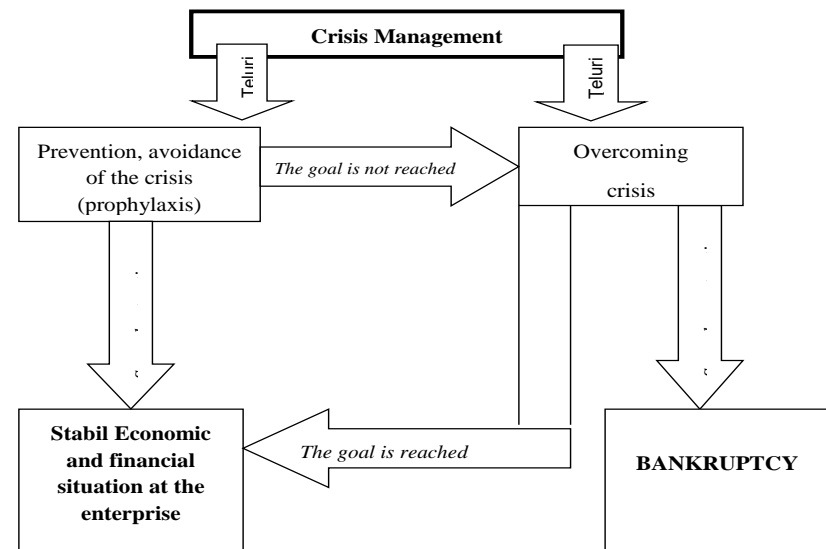 Crisis Management
Teluri
Teluri
Prevention, avoidance
of the crisis
(prophylaxis)
The goal is not reached
Overcoming
crisis
Stabil Economic
and financial
situation at the
enterprise
The goal is reached
BANKRUPTCY